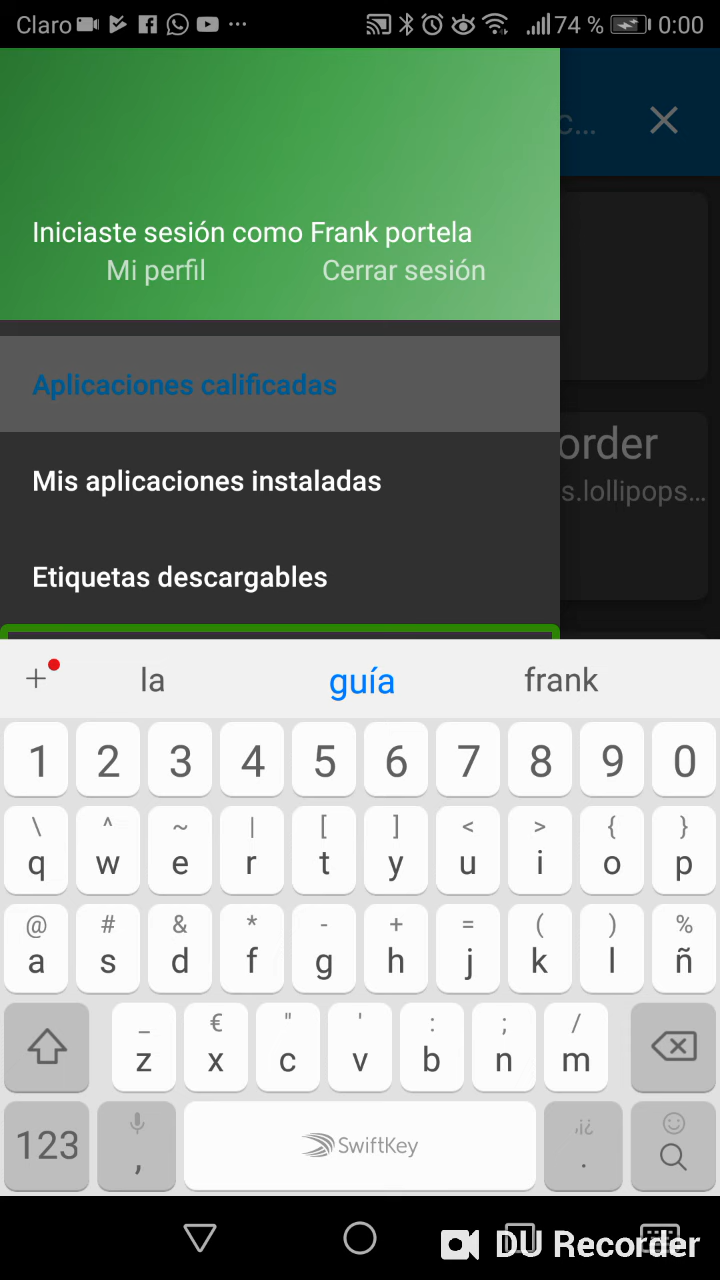 Claro 74 % 0:00
c...
Iniciaste sesión como Frank portela
Mi perfil Cerrar sesión
Aplicaciones calificadas
order
Mis aplicaciones instaladas
s.lollipops...
Etiquetas descargables
+ la guía frank
1 2 3 4 5 6 7 8 9 0
\ ^ ~ | [ ] < > { }
q w e r t y u i o p
@ # & * - + = ( ) %
a s d f g h j k l ñ
_ € " ' : ; /
z x c v b n m
123 , SwiftKey ,¡¿ .
DU Recorder